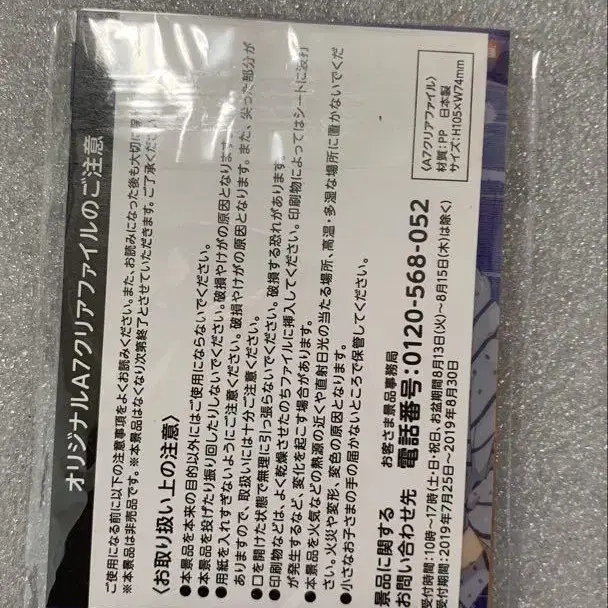 オリジナルA7クリアファイルのご注意
ご使用になる前に以下の注意事項をよくお読みください。また、お読みになった後も大切に保
※本景品は非売品です。※本景品はなくなり次第終了とさせていただきます。ご了承ください
〈お取り扱い上の注意〉
●本景品を本来の目的以外にはご使用にならないでください。
●本景品を投げたり振り回したりしないでください。破損やけがの原因となります。
●用紙を入れすぎないようにご注意ください。破損やけがの原因となります。また、尖った部分が
ありますので、取扱いには十分ご注意ください。
●口を開けた状態で無理に引っ張らないでください。破損する恐れがあります。
●印刷物などは、よく乾燥させたのちファイルに挿入してください。印刷物によってはシートに
が発生するなど、変化を起こす場合があります。
●本景品を火気などの熱源の近くや直射日光の当たる場所、高温・多湿な場所に置かないでくだ
さい。火災や変形、変色の原因となります。
●小さなお子さまの手の届かないところで保管してください。
景品に関する
お問い合わせ先
お客さま景品事務局
電話番号:0120-568-052
受付時間:10時〜17時(土・日・祝日、お盆期間8月13日(火)〜8月15日(木)は除く)
受付期間:2019年7月25日〜2019年8月30日
〈A7クリアファイル〉
材質:PP 日本製
サイズ:H105×W74mm